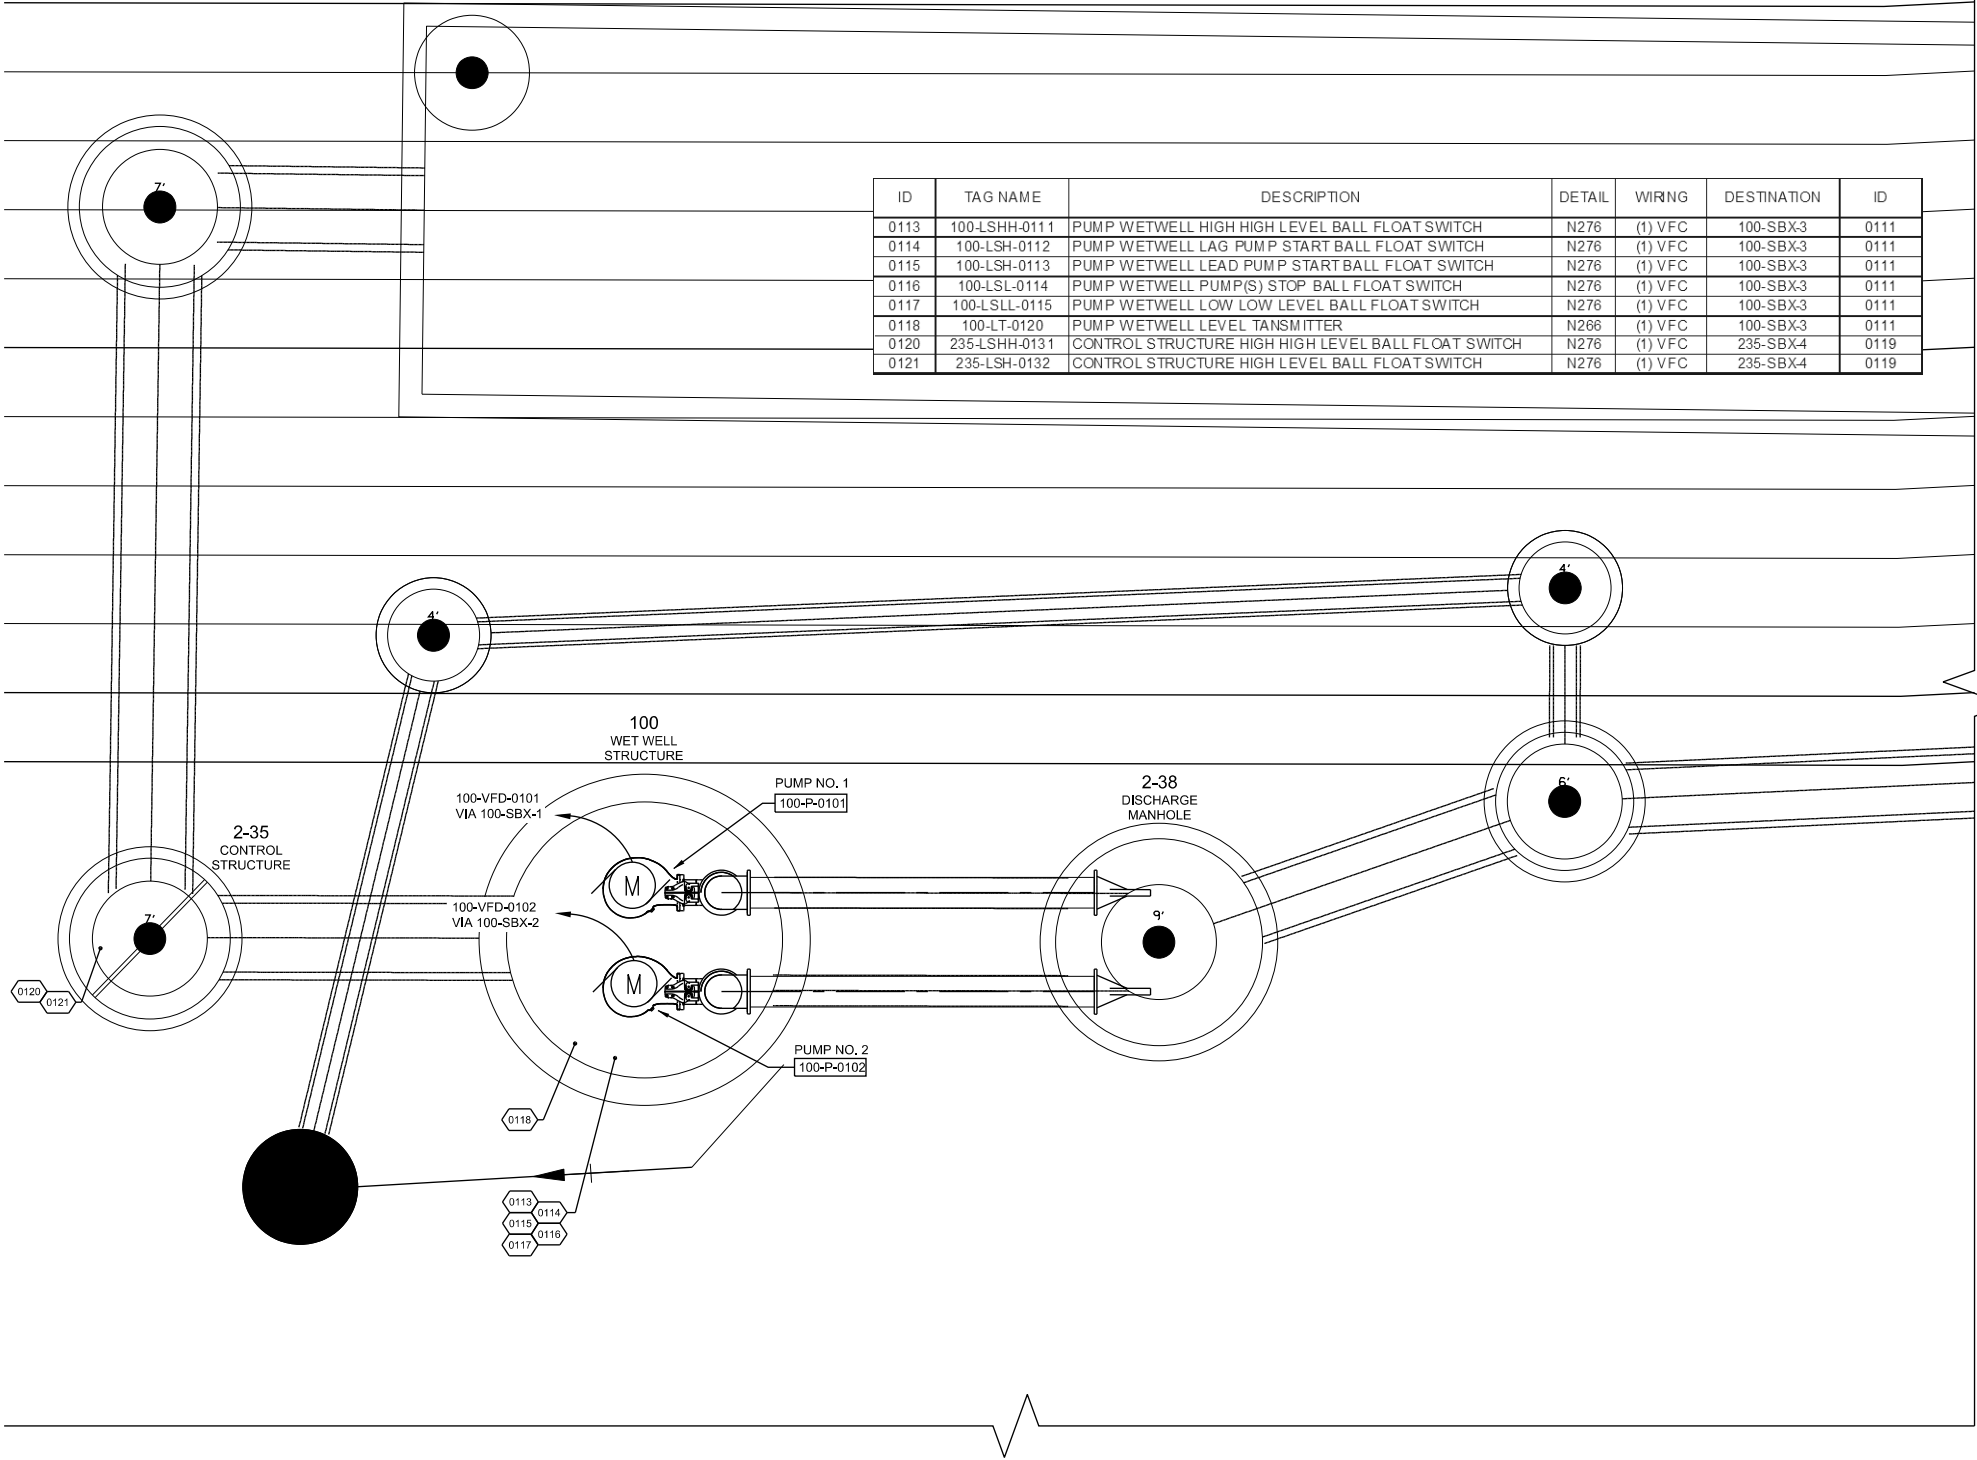 7'
ID TAG NAME DESCRIPTION DETAIL WIRING DESTINATION ID
0113 100-LSHH-0111 PUMP WETWELL HIGH HIGH LEVEL BALL FLOAT SWITCH N276 (1) VFC 100-SBX-3 0111
0114 100-LSH-0112 PUMP WETWELL LAG PUMP START BALL FLOAT SWITCH N276 (1) VFC 100-SBX-3 0111
0115 100-LSH-0113 PUMP WETWELL LEAD PUMP START BALL FLOAT SWITCH N276 (1) VFC 100-SBX-3 0111
0116 100-LSL-0114 PUMP WETWELL PUMP(S) STOP BALL FLOAT SWITCH N276 (1) VFC 100-SBX-3 0111
0117 100-LSLL-0115 PUMP WETWELL LOW LOW LEVEL BALL FLOAT SWITCH N276 (1) VFC 100-SBX-3 0111
0118 100-LT-0120 PUMP WETWELL LEVEL TANSMITTER N266 (1) VFC 100-SBX-3 0111
0120 235-LSHH-0131 CONTROL STRUCTURE HIGH HIGH LEVEL BALL FLOAT SWITCH N276 (1) VFC 235-SBX-4 0119
0121 235-LSH-0132 CONTROL STRUCTURE HIGH LEVEL BALL FLOAT SWITCH N276 (1) VFC 235-SBX-4 0119
4'
4'
100
WET WELL
STRUCTURE
PUMP NO. 1
100-P-0101
100-VFD-0101
VIA 100-SBX-1
2-38
DISCHARGE
MANHOLE
6'
2-35
CONTROL
STRUCTURE
M
100-VFD-0102
VIA 100-SBX-2
7'
9'
M
0120
0121
PUMP NO. 2
100-P-0102
0118
0113
0114
0115
0116
0117